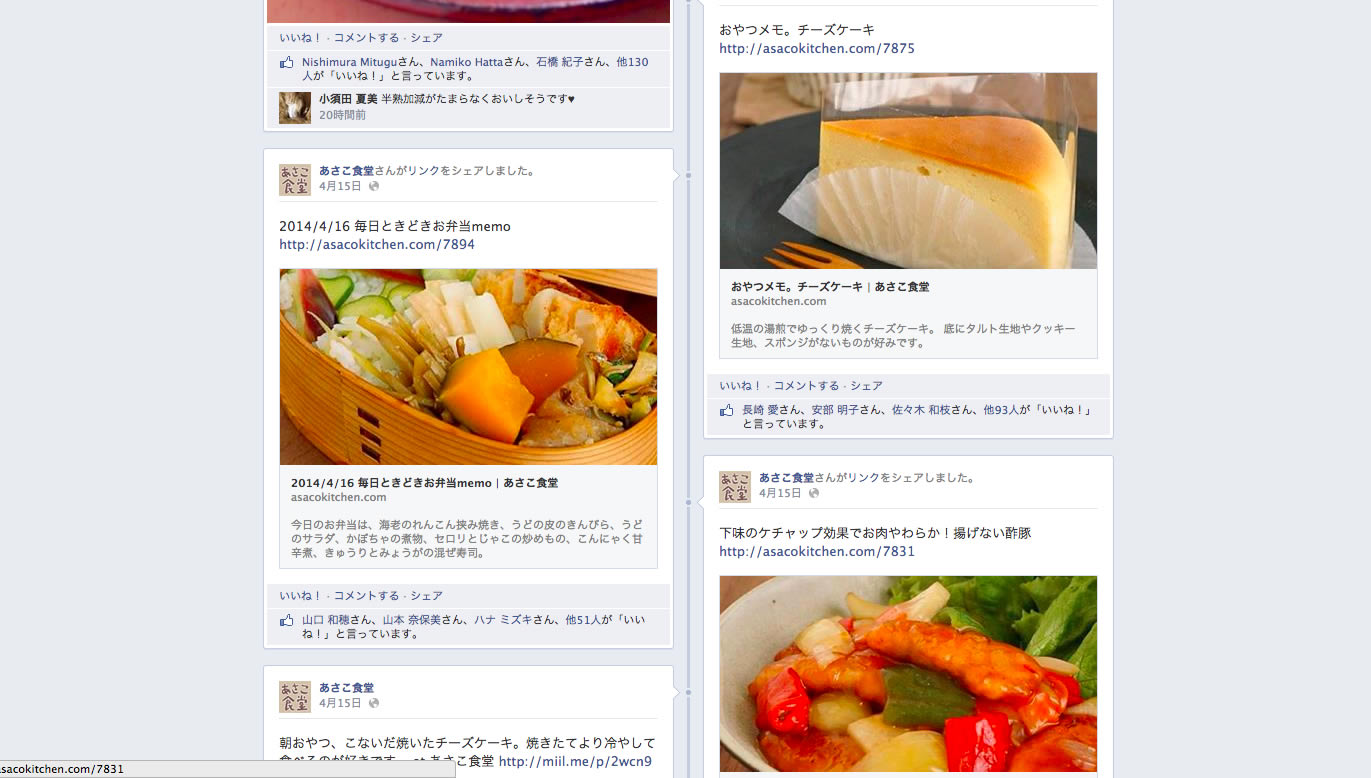 いいね！ · コメントする · シェア
Nishimura Mituguさん、Namiko Hattaさん、石橋 紀子さん、他130
人が「いいね！」と言っています。
小須田 夏美 半熟加減がたまらなくおいしそうです♥
20時間前
あさこ食堂
あさこ食堂さんがリンクをシェアしました。
4月15日
2014/4/16 毎日ときどきお弁当memo
http://asacokitchen.com/7894
2014/4/16 毎日ときどきお弁当memo | あさこ食堂
asacokitchen.com
今日のお弁当は、海老のれんこん挟み焼き、うどの皮のきんぴら、うど
のサラダ、かぼちゃの煮物、セロリとじゃこの炒めもの、こんにゃく甘
辛煮、きゅうりとみょうがの混ぜ寿司。
いいね！ · コメントする · シェア
山口 和穂さん、山本 奈保美さん、ハナ ミズキさん、他51人が「いい
ね！」と言っています。
あさこ食堂
あさこ食堂
4月15日
朝おやつ、こないだ焼いたチーズケーキ。焼きたてより冷やして
食べるのが好きです。 at あさこ食堂 http://miil.me/p/2wcn9
sacokitchen.com/7831
おやつメモ。チーズケーキ
http://asacokitchen.com/7875
おやつメモ。チーズケーキ | あさこ食堂
asacokitchen.com
低温の湯煎でゆっくり焼くチーズケーキ。 底にタルト生地やクッキー
生地、スポンジがないものが好みです。
いいね！ · コメントする · シェア
長崎 愛さん、安部 明子さん、佐々木 和枝さん、他93人が「いいね！」
と言っています。
あさこ食堂
あさこ食堂さんがリンクをシェアしました。
4月15日
下味のケチャップ効果でお肉やわらか！揚げない酢豚
http://asacokitchen.com/7831